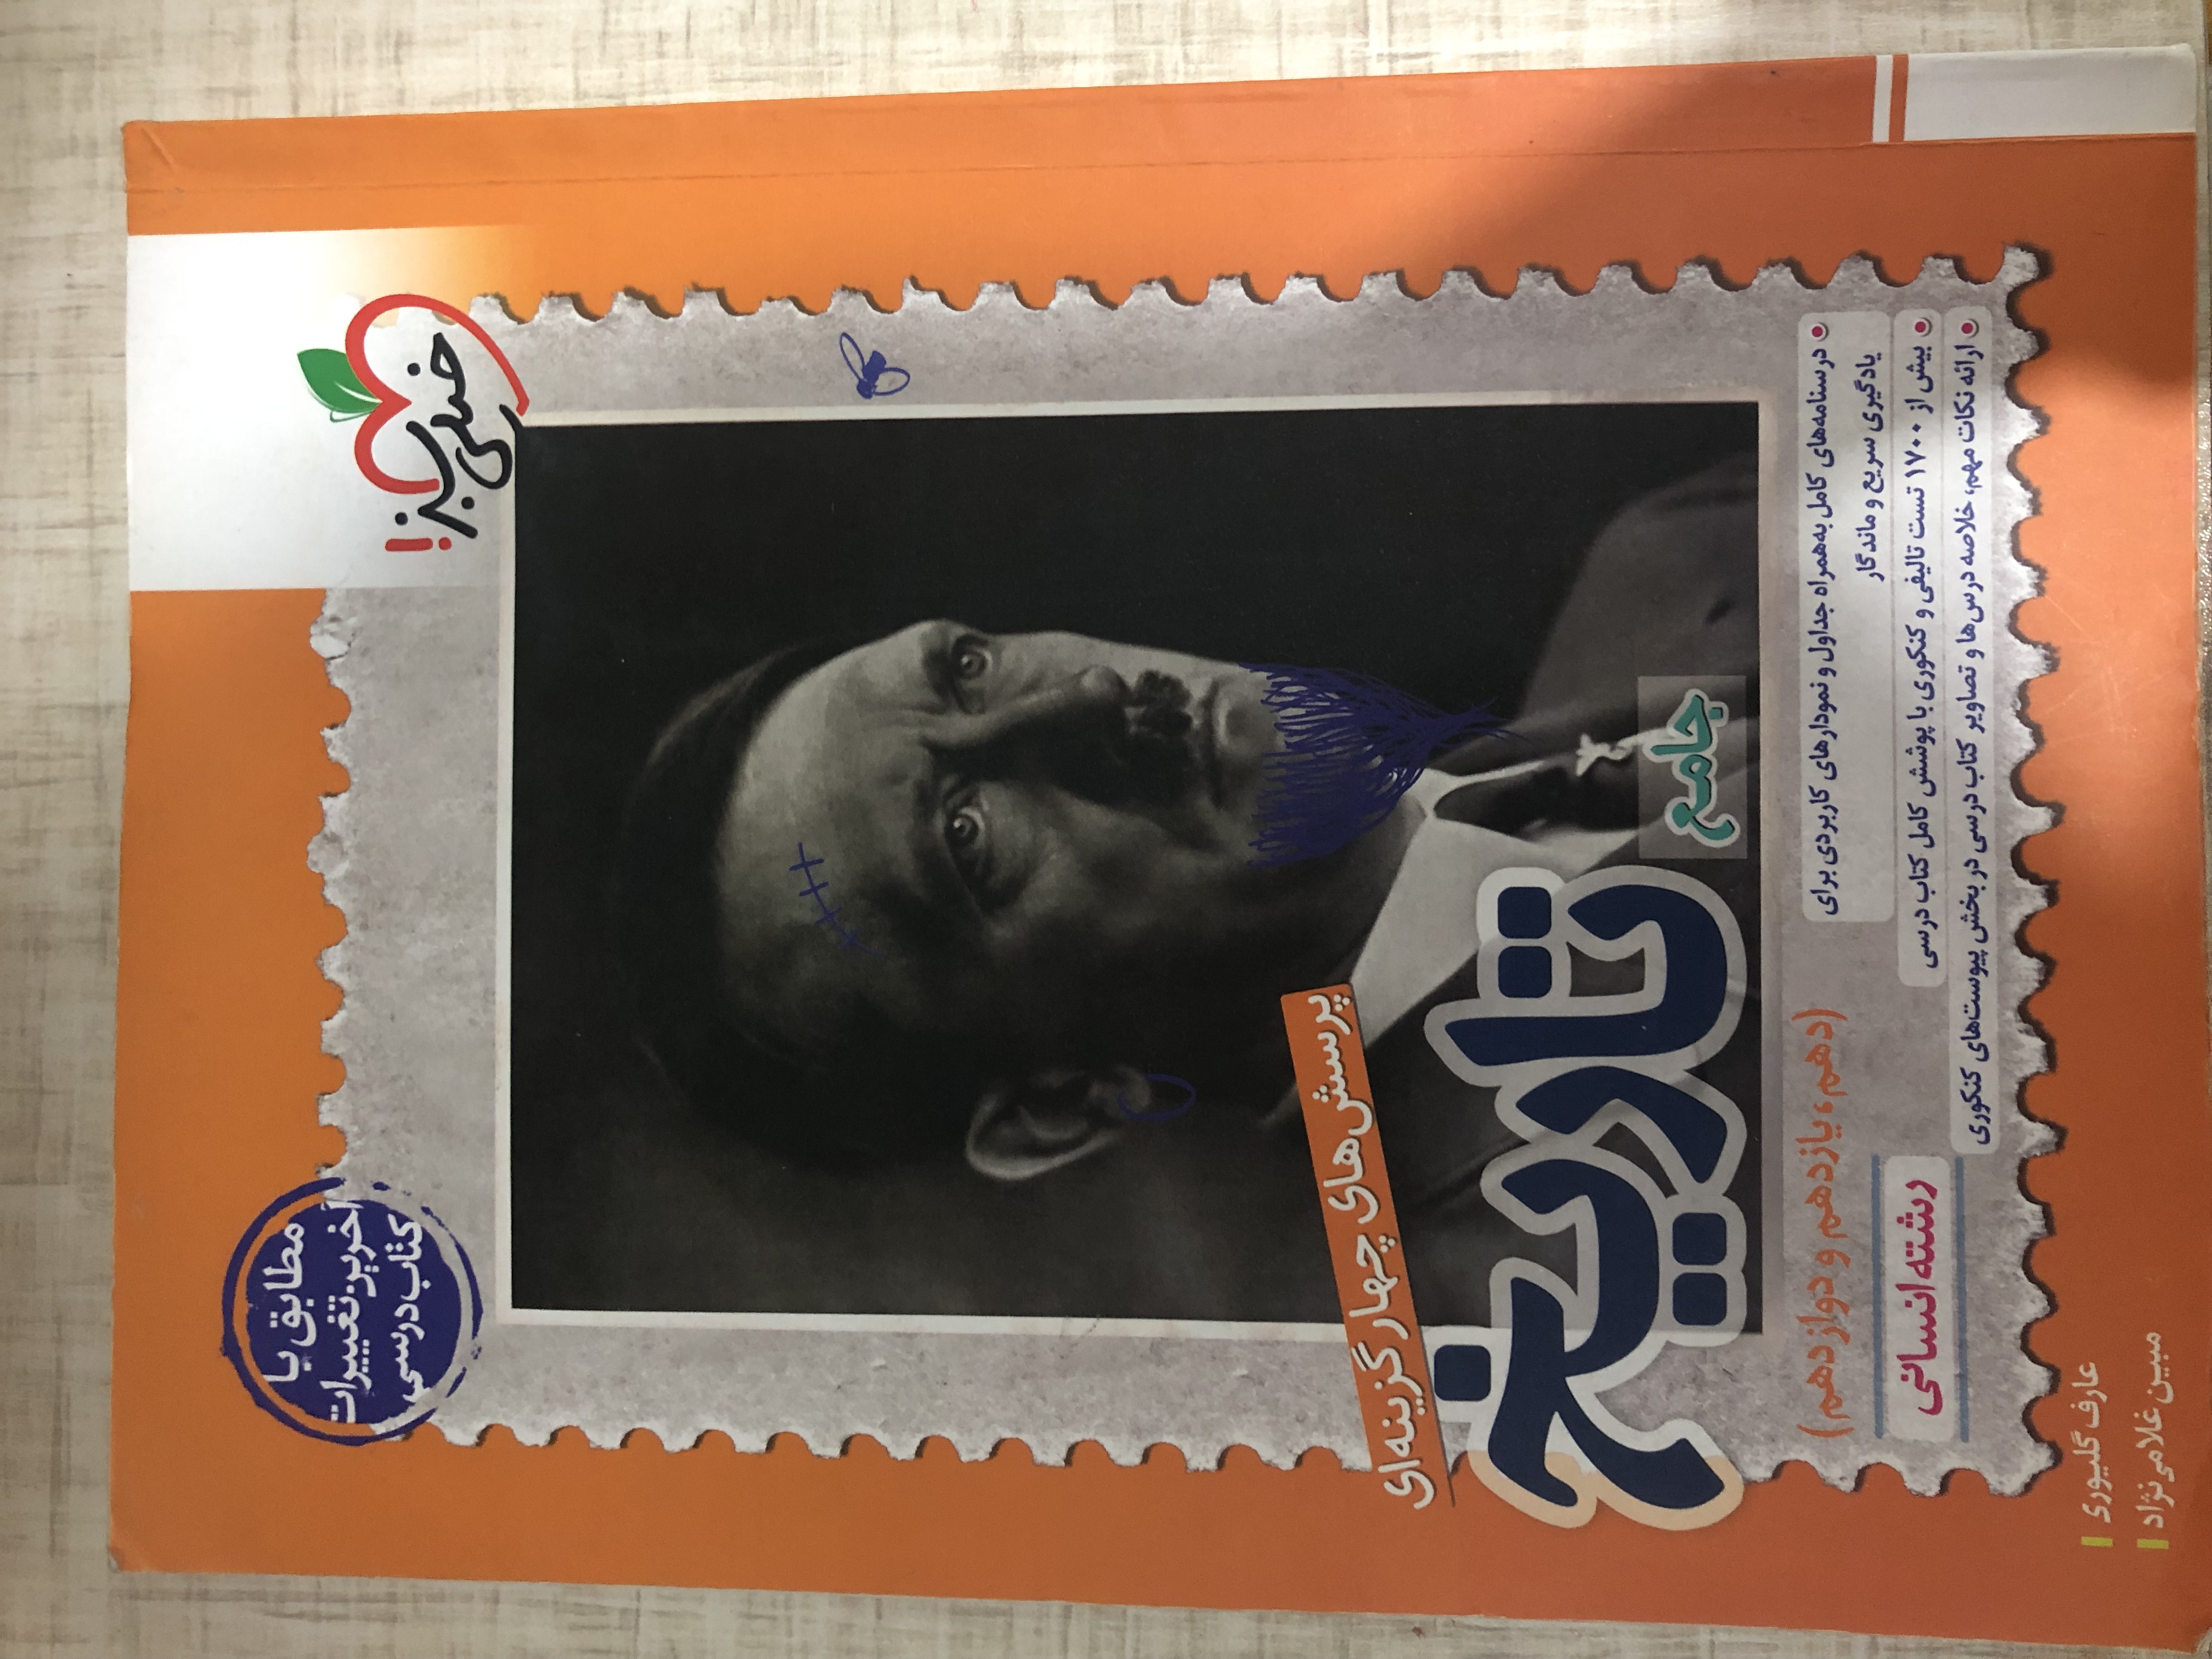 خیلی سبز!
مطابق با
آخرین تغییرات
کتاب درسی
پرسش‌های چهارگزینه‌ای
تاریخ
جامع
(دهم، یازدهم و دوازدهم)
رشته انسانی
درسنامه‌های کامل به‌همراه جداول و نمودارهای کاربردی برای
یادگیری سریع و ماندگار
بیش از ۱۷۰۰ تست تالیفی و کنکوری با پوشش کامل کتاب درسی
ارائه نکات مهم، خلاصه درس‌ها و تصاویر کتاب درسی در بخش پیوست‌های کنکوری
عارف گلیوری
مبین غلامی نژاد